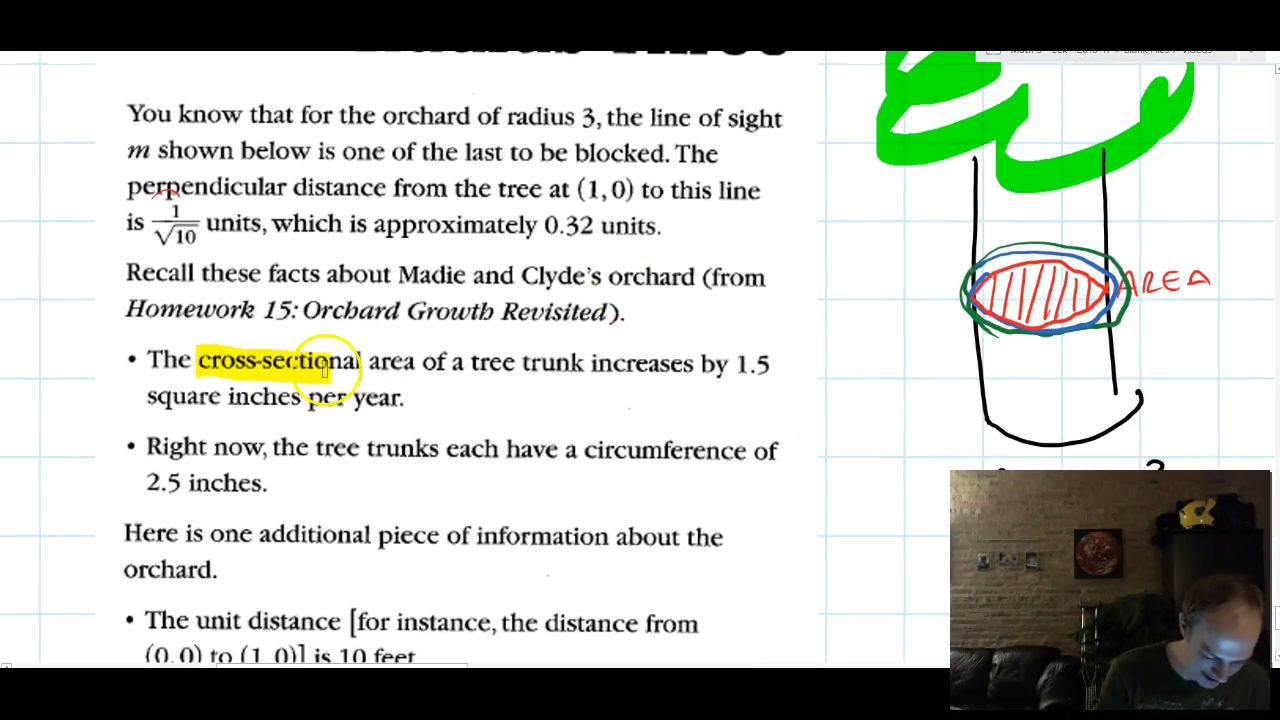 You know that for the orchard of radius 3, the line of sight
m shown below is one of the last to be blocked. The
perpendicular distance from the tree at (1, 0) to this line
is 1/√10 units, which is approximately 0.32 units.
Recall these facts about Madie and Clyde's orchard (from
Homework 15: Orchard Growth Revisited).
• The cross-sectional area of a tree trunk increases by 1.5
square inches per year.
• Right now, the tree trunks each have a circumference of
2.5 inches.
Here is one additional piece of information about the
orchard.
• The unit distance [for instance, the distance from
(0, 0) to (1, 0)] is 10 feet
AREA